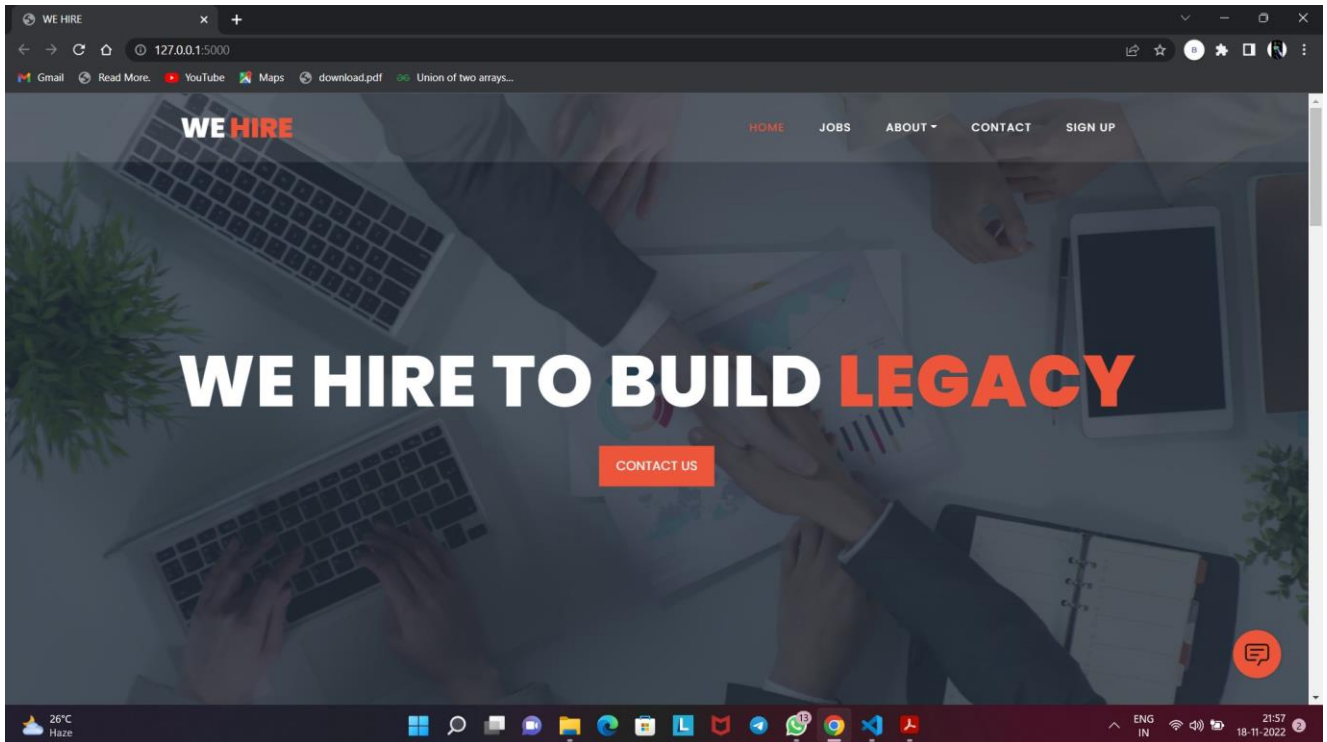 WE HIRE
127.0.0.1:5000
Gmail Read More. YouTube Maps download.pdf Union of two arrays...
WE HIRE
HOME JOBS ABOUT CONTACT SIGN UP
WE HIRE TO BUILD LEGACY
CONTACT US
26°C
Haze
13
ENG
IN
21:57
18-11-2022
2